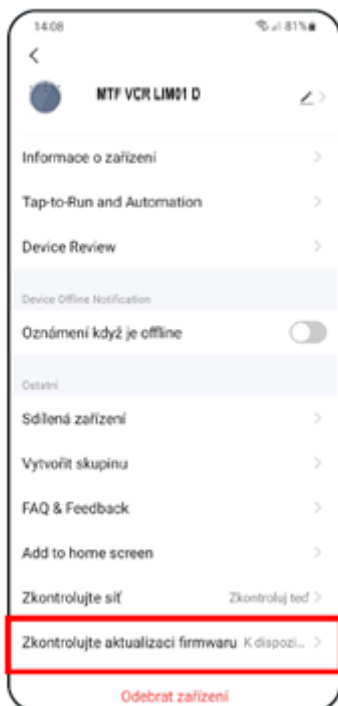 14:08
81%
MTF VCR LIM01 D
Informace o zařízení
Tap-to-Run and Automation
Device Review
Device Offline Notification
Oznámení když je offline
Ostatní
Sdílená zařízení
Vytvořit skupinu
FAQ & Feedback
Add to home screen
Zkontrolujte síť Zkontroluj teď
Zkontrolujte aktualizaci firmwaru K dispozi...
Odebrat zařízení